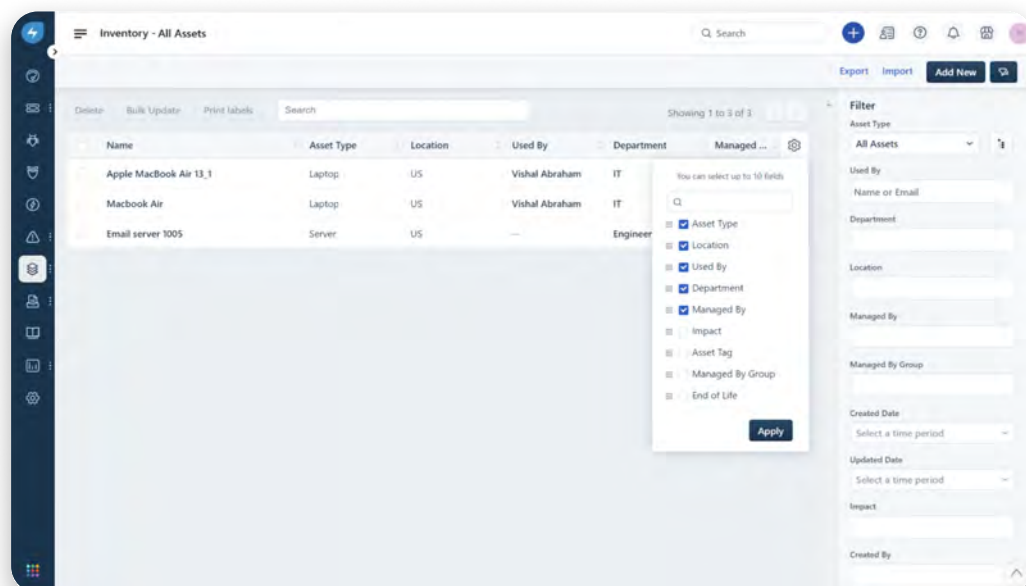 Inventory - All Assets
Search
Export Import Add New
Delete Bulk Update Print labels Search Showing 1 to 3 of 3
Name Asset Type Location Used By Department Managed ...
Apple MacBook Air 13_1 Laptop US Vishal Abraham IT
Macbook Air Laptop US Vishal Abraham IT
Email server 1005 Server US --- Engineer
You can select up to 10 fields
Asset Type
Location
Used By
Department
Managed By
Impact
Asset Tag
Managed By Group
End of Life
Apply
Filter
Asset Type
All Assets
Used By
Name or Email
Department
Location
Managed By
Managed By Group
Created Date
Select a time period
Updated Date
Select a time period
Impact
Created By